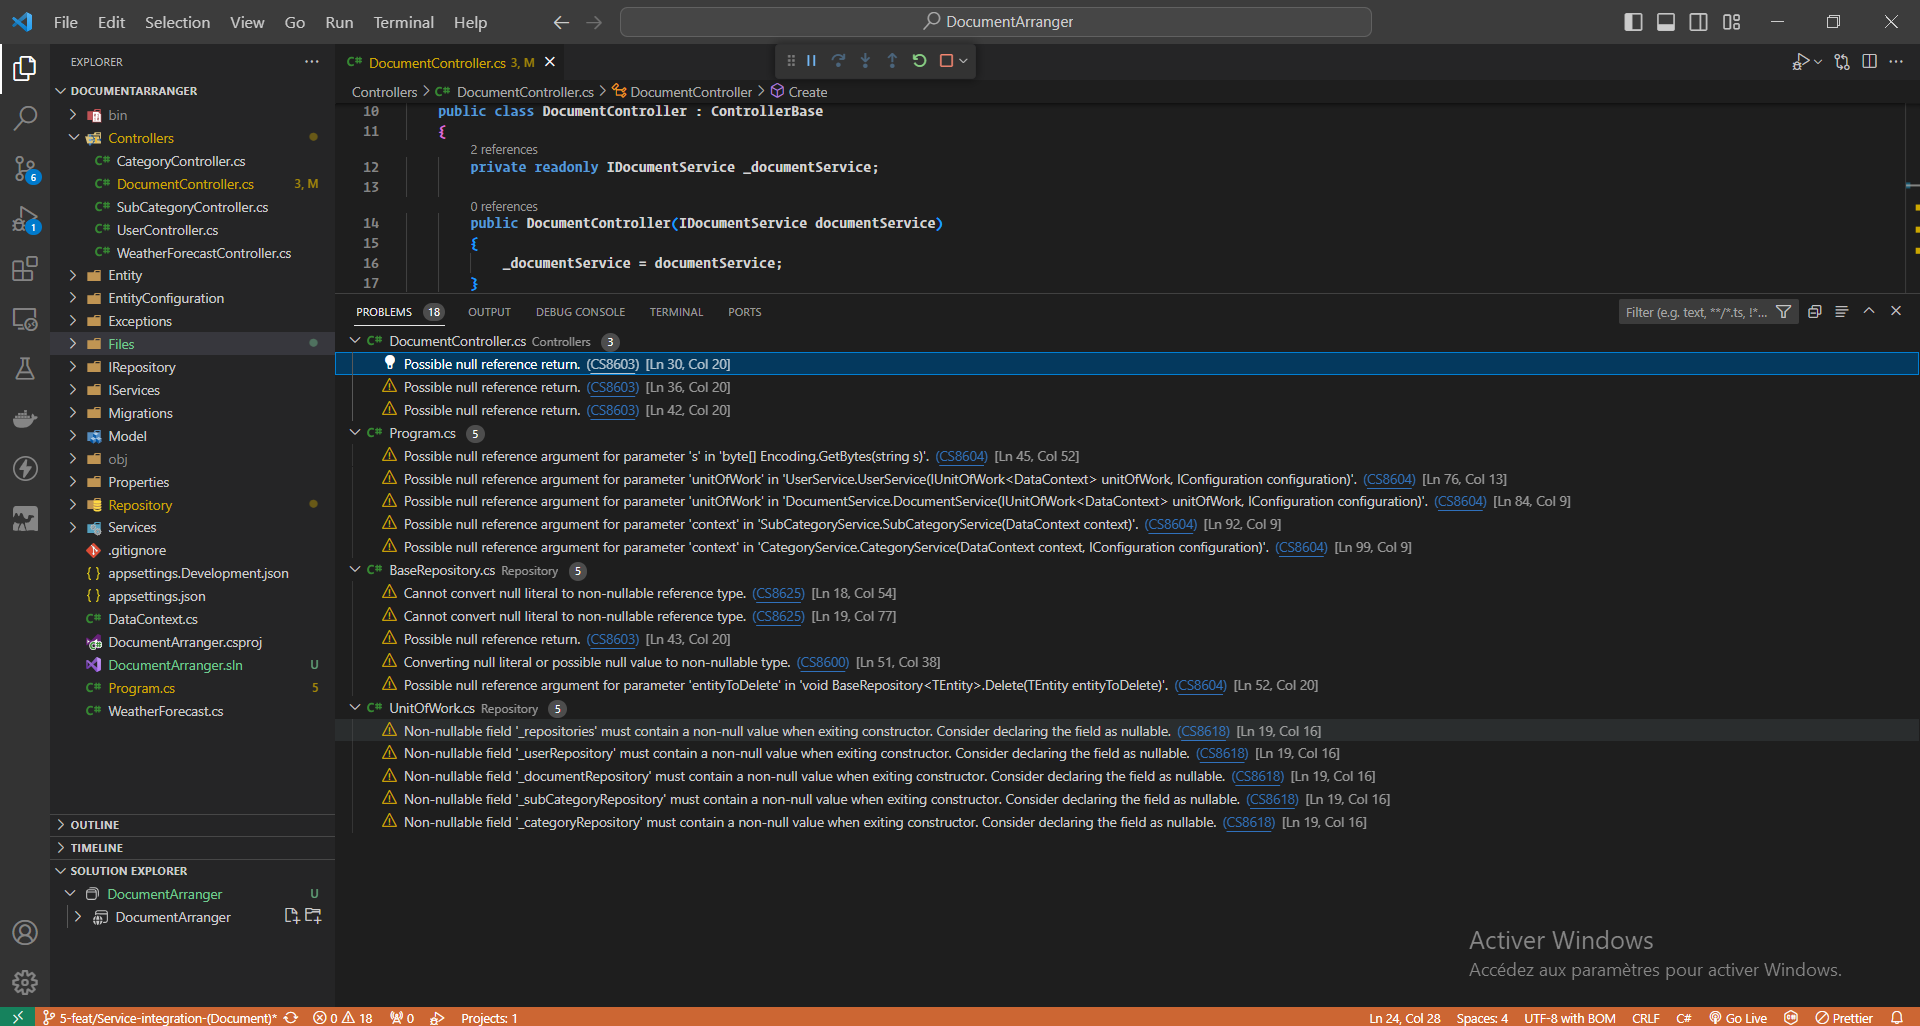 File Edit Selection View Go Run Terminal Help
DocumentArranger
EXPLORER
DOCUMENTARRANGER
bin
Controllers
C# CategoryController.cs
C# DocumentController.cs 3, M
C# SubCategoryController.cs
C# UserController.cs
C# WeatherForecastController.cs
Entity
EntityConfiguration
Exceptions
Files
IRepository
IServices
Migrations
Model
obj
Properties
Repository
Services
.gitignore
{ } appsettings.Development.json
{ } appsettings.json
C# DataContext.cs
DocumentArranger.csproj
DocumentArranger.sln U
C# Program.cs 5
C# WeatherForecast.cs
OUTLINE
TIMELINE
SOLUTION EXPLORER
DocumentArranger U
DocumentArranger
6
1
C# DocumentController.cs 3, M
Controllers > C# DocumentController.cs > DocumentController > Create
10 public class DocumentController : ControllerBase
11 {
2 references
12 private readonly IDocumentService _documentService;
13
0 references
14 public DocumentController(IDocumentService documentService)
15 {
16 _documentService = documentService;
17 }
PROBLEMS 18 OUTPUT DEBUG CONSOLE TERMINAL PORTS
Filter (e.g. text, **/*.ts, !*...
C# DocumentController.cs Controllers 3
Possible null reference return. (CS8603) [Ln 30, Col 20]
Possible null reference return. (CS8603) [Ln 36, Col 20]
Possible null reference return. (CS8603) [Ln 42, Col 20]
C# Program.cs 5
Possible null reference argument for parameter 's' in 'byte[] Encoding.GetBytes(string s)'. (CS8604) [Ln 45, Col 52]
Possible null reference argument for parameter 'unitOfWork' in 'UserService.UserService(IUnitOfWork<DataContext> unitOfWork, IConfiguration configuration)'. (CS8604) [Ln 76, Col 13]
Possible null reference argument for parameter 'unitOfWork' in 'DocumentService.DocumentService(IUnitOfWork<DataContext> unitOfWork, IConfiguration configuration)'. (CS8604) [Ln 84, Col 9]
Possible null reference argument for parameter 'context' in 'SubCategoryService.SubCategoryService(DataContext context)'. (CS8604) [Ln 92, Col 9]
Possible null reference argument for parameter 'context' in 'CategoryService.CategoryService(DataContext context, IConfiguration configuration)'. (CS8604) [Ln 99, Col 9]
C# BaseRepository.cs Repository 5
Cannot convert null literal to non-nullable reference type. (CS8625) [Ln 18, Col 54]
Cannot convert null literal to non-nullable reference type. (CS8625) [Ln 19, Col 77]
Possible null reference return. (CS8603) [Ln 43, Col 20]
Converting null literal or possible null value to non-nullable type. (CS8600) [Ln 51, Col 38]
Possible null reference argument for parameter 'entityToDelete' in 'void BaseRepository<TEntity>.Delete(TEntity entityToDelete)'. (CS8604) [Ln 52, Col 20]
C# UnitOfWork.cs Repository 5
Non-nullable field '_repositories' must contain a non-null value when exiting constructor. Consider declaring the field as nullable. (CS8618) [Ln 19, Col 16]
Non-nullable field '_userRepository' must contain a non-null value when exiting constructor. Consider declaring the field as nullable. (CS8618) [Ln 19, Col 16]
Non-nullable field '_documentRepository' must contain a non-null value when exiting constructor. Consider declaring the field as nullable. (CS8618) [Ln 19, Col 16]
Non-nullable field '_subCategoryRepository' must contain a non-null value when exiting constructor. Consider declaring the field as nullable. (CS8618) [Ln 19, Col 16]
Non-nullable field '_categoryRepository' must contain a non-null value when exiting constructor. Consider declaring the field as nullable. (CS8618) [Ln 19, Col 16]
Activer Windows
Accédez aux paramètres pour activer Windows.
5-feat/Service-integration-(Document)* 0 18 0 Projects: 1 Ln 24, Col 28 Spaces: 4 UTF-8 with BOM CRLF C# Go Live Prettier